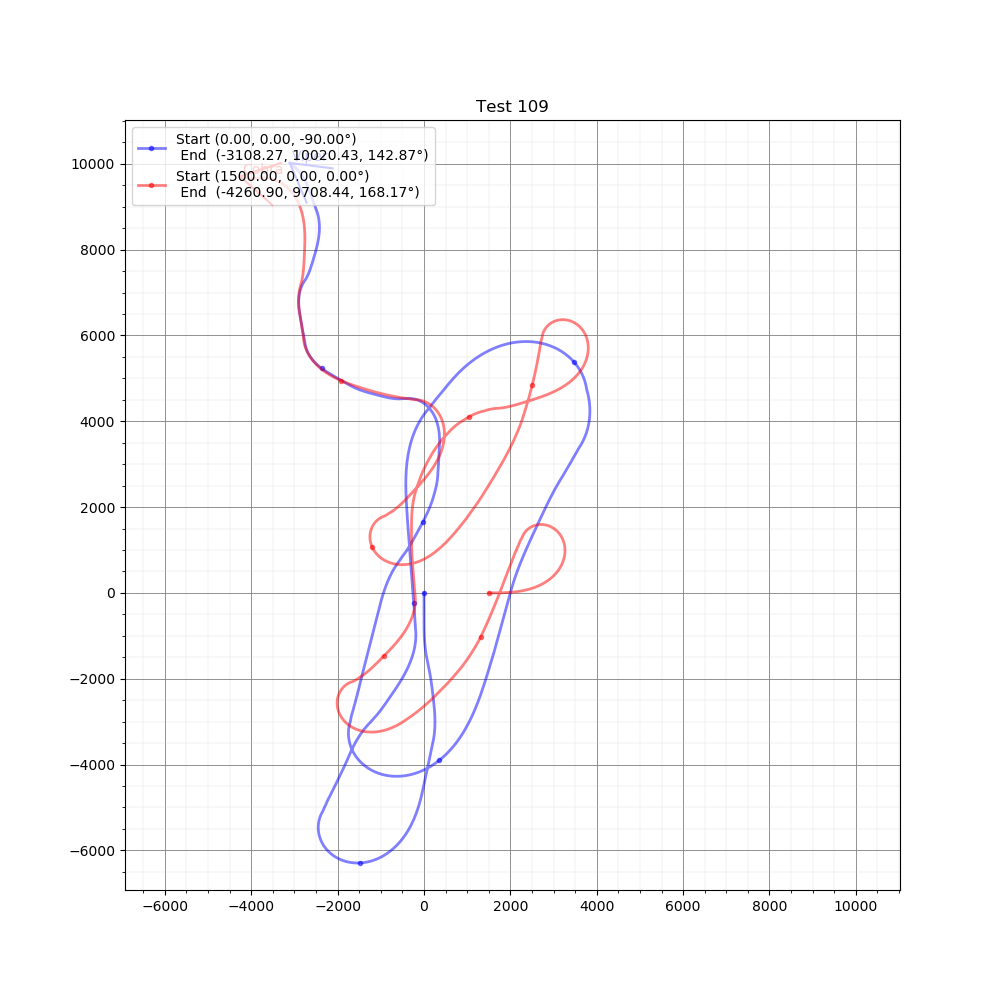 Test 109
Start (0.00, 0.00, -90.00°)
End (-3108.27, 10020.43, 142.87°)
Start (1500.00, 0.00, 0.00°)
End (-4260.90, 9708.44, 168.17°)
10000
8000
6000
4000
2000
0
−2000
−4000
−6000
−6000 −4000 −2000 0 2000 4000 6000 8000 10000